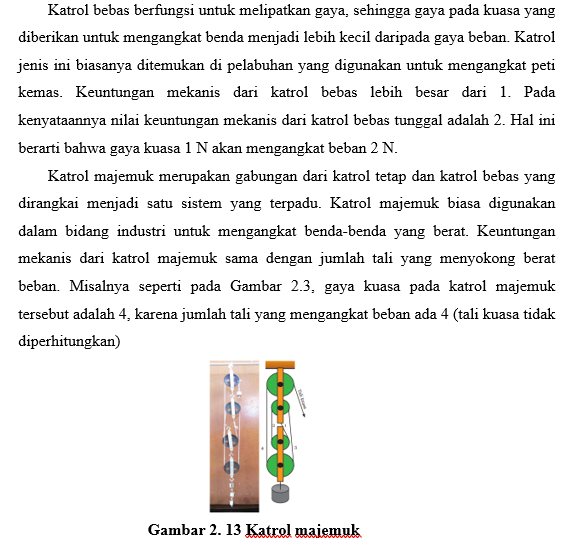 Katrol bebas berfungsi untuk melipatkan gaya, sehingga gaya pada kuasa yang
diberikan untuk mengangkat benda menjadi lebih kecil daripada gaya beban. Katrol
jenis ini biasanya ditemukan di pelabuhan yang digunakan untuk mengangkat peti
kemas. Keuntungan mekanis dari katrol bebas lebih besar dari 1. Pada
kenyataannya nilai keuntungan mekanis dari katrol bebas tunggal adalah 2. Hal ini
berarti bahwa gaya kuasa 1 N akan mengangkat beban 2 N.
Katrol majemuk merupakan gabungan dari katrol tetap dan katrol bebas yang
dirangkai menjadi satu sistem yang terpadu. Katrol majemuk biasa digunakan
dalam bidang industri untuk mengangkat benda-benda yang berat. Keuntungan
mekanis dari katrol majemuk sama dengan jumlah tali yang menyokong berat
beban. Misalnya seperti pada Gambar 2.3, gaya kuasa pada katrol majemuk
tersebut adalah 4, karena jumlah tali yang mengangkat beban ada 4 (tali kuasa tidak
diperhitungkan)
Gambar 2. 13 Katrol majemuk